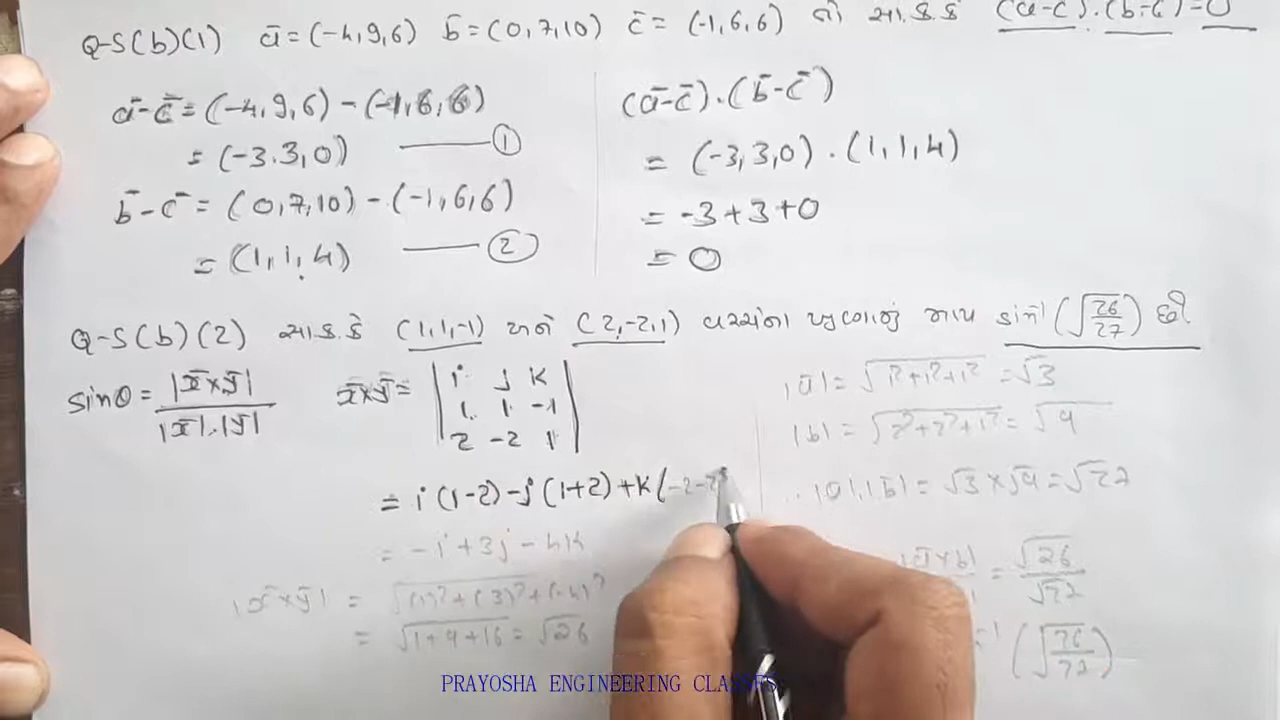 Q-5(b)(1) ā=(-4,9,6) b̄=(0,7,10) c̄=(-1,6,6) તો સા.ક.કે (ā-c̄).(b̄-c̄)=0
ā-c̄=(-4,9,6)-(-1,6,6)
=(-3.3,0) ——①
b̄-c̄=(0,7,10)-(-1,6,6)
=(1,1,4) ——②
(ā-c̄).(b̄-c̄)
=(-3,3,0).(1,1,4)
=-3+3+0
=0
Q-5(b)(2) સા.ક.કે (1,1,-1) અને (2,-2,1) વચ્ચેના ખુણાનું માપ sin⁻¹(√26/27) છે
sinθ=|x̄×ȳ|/|x̄|.|ȳ|
x̄×ȳ=|i j k
1 1 -1
2 -2 1|
=i(1-2)-j(1+2)+k(-2-2
=-i+3j-4k
|x̄×ȳ|=√(1)²+(3)²+(-4)²
=√1+9+16=√26
|ā|=√1²+1²+1²=√3
|b̄|=√2²+2²+1²=√9
|ā|.|b̄|=√3×√9=√27
|ā×b̄|=√26/√27
(√26/27)
PRAYOSHA ENGINEERING CLASSES